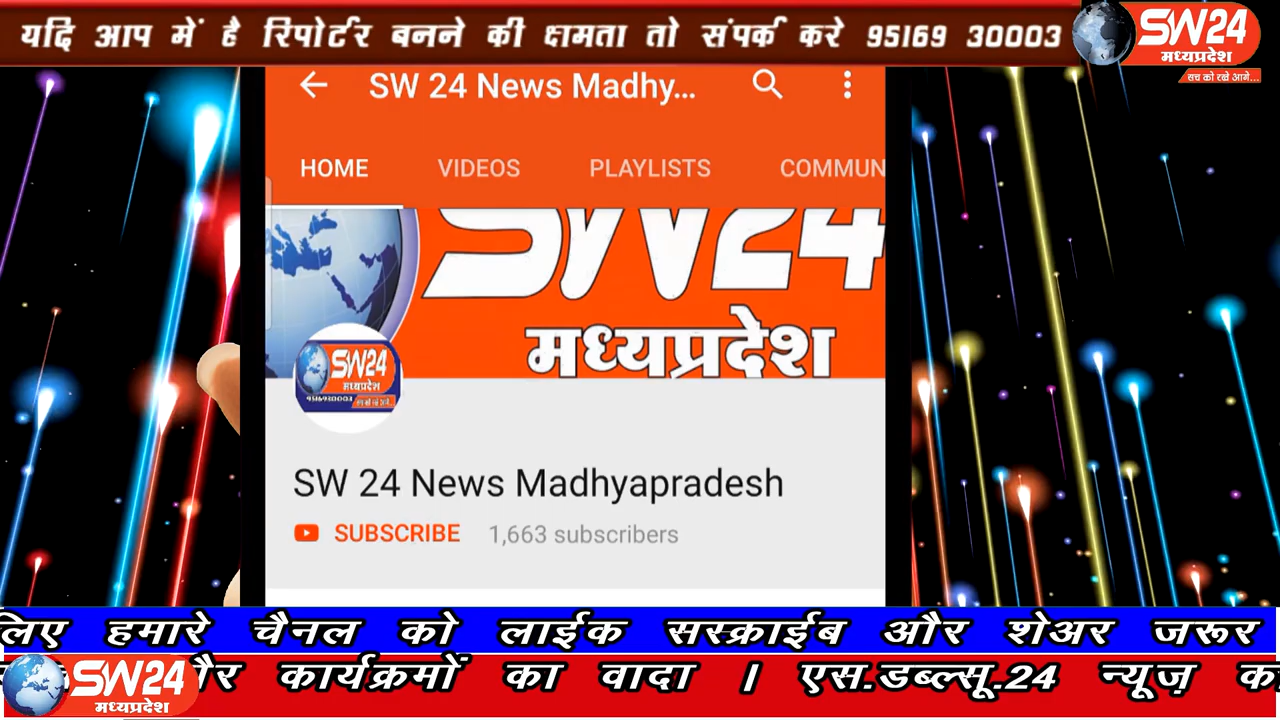 यदि आप में है रिपोर्टर बनने की क्षमता तो संपर्क करे 95169 30003
SW24
मध्यप्रदेश
सच को रखे आगे...
SW 24 News Madhy...
HOME VIDEOS PLAYLISTS COMMUN
SW24
मध्यप्रदेश
SW24
मध्यप्रदेश
9516930003
SW 24 News Madhyapradesh
SUBSCRIBE 1,663 subscribers
लिए हमारे चैनल को लाईक सस्क्राईब और शेअर जरूर
और कार्यक्रमों का वादा । एस.डब्ल्सू.24 न्यूज़
SW24
मध्यप्रदेश